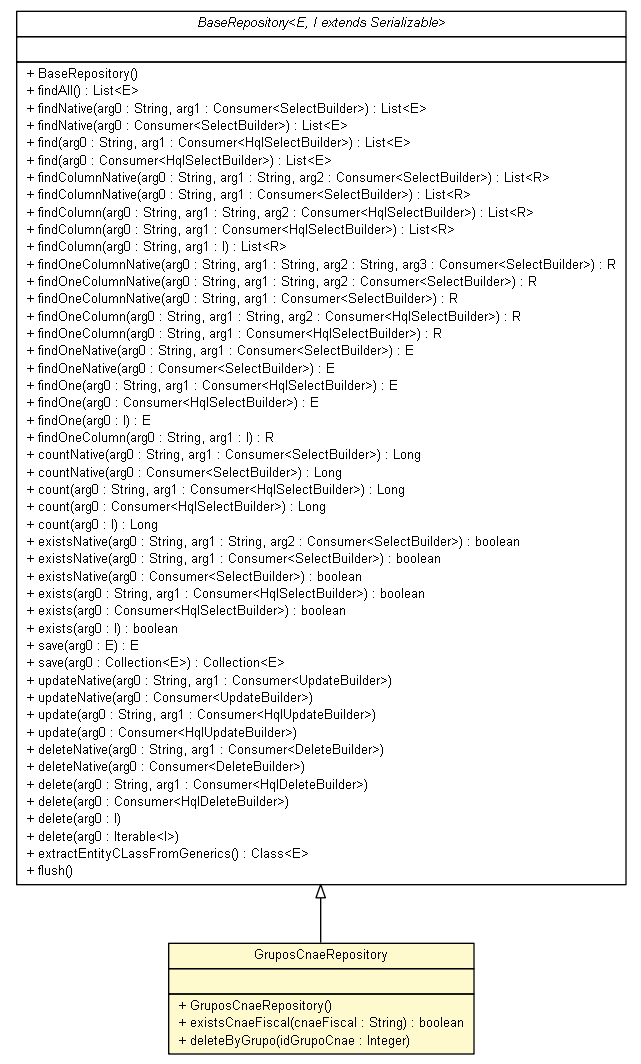 BaseRepository<E, I extends Serializable>
+ BaseRepository()
+ findAll() : List<E>
+ findNative(arg0 : String, arg1 : Consumer<SelectBuilder>) : List<E>
+ findNative(arg0 : Consumer<SelectBuilder>) : List<E>
+ find(arg0 : String, arg1 : Consumer<HqlSelectBuilder>) : List<E>
+ find(arg0 : Consumer<HqlSelectBuilder>) : List<E>
+ findColumnNative(arg0 : String, arg1 : String, arg2 : Consumer<SelectBuilder>) : List<R>
+ findColumnNative(arg0 : String, arg1 : Consumer<SelectBuilder>) : List<R>
+ findColumn(arg0 : String, arg1 : String, arg2 : Consumer<HqlSelectBuilder>) : List<R>
+ findColumn(arg0 : String, arg1 : Consumer<HqlSelectBuilder>) : List<R>
+ findColumn(arg0 : String, arg1 : I) : List<R>
+ findOneColumnNative(arg0 : String, arg1 : String, arg2 : String, arg3 : Consumer<SelectBuilder>) : R
+ findOneColumnNative(arg0 : String, arg1 : String, arg2 : Consumer<SelectBuilder>) : R
+ findOneColumnNative(arg0 : String, arg1 : Consumer<SelectBuilder>) : R
+ findOneColumn(arg0 : String, arg1 : String, arg2 : Consumer<HqlSelectBuilder>) : R
+ findOneColumn(arg0 : String, arg1 : Consumer<HqlSelectBuilder>) : R
+ findOneNative(arg0 : String, arg1 : Consumer<SelectBuilder>) : E
+ findOneNative(arg0 : Consumer<SelectBuilder>) : E
+ findOne(arg0 : String, arg1 : Consumer<HqlSelectBuilder>) : E
+ findOne(arg0 : Consumer<HqlSelectBuilder>) : E
+ findOne(arg0 : I) : E
+ findOneColumn(arg0 : String, arg1 : I) : R
+ countNative(arg0 : String, arg1 : Consumer<SelectBuilder>) : Long
+ countNative(arg0 : Consumer<SelectBuilder>) : Long
+ count(arg0 : String, arg1 : Consumer<HqlSelectBuilder>) : Long
+ count(arg0 : Consumer<HqlSelectBuilder>) : Long
+ count(arg0 : I) : Long
+ existsNative(arg0 : String, arg1 : String, arg2 : Consumer<SelectBuilder>) : boolean
+ existsNative(arg0 : String, arg1 : Consumer<SelectBuilder>) : boolean
+ existsNative(arg0 : Consumer<SelectBuilder>) : boolean
+ exists(arg0 : String, arg1 : Consumer<HqlSelectBuilder>) : boolean
+ exists(arg0 : Consumer<HqlSelectBuilder>) : boolean
+ exists(arg0 : I) : boolean
+ save(arg0 : E) : E
+ save(arg0 : Collection<E>) : Collection<E>
+ updateNative(arg0 : String, arg1 : Consumer<UpdateBuilder>)
+ updateNative(arg0 : Consumer<UpdateBuilder>)
+ update(arg0 : String, arg1 : Consumer<HqlUpdateBuilder>)
+ update(arg0 : Consumer<HqlUpdateBuilder>)
+ deleteNative(arg0 : String, arg1 : Consumer<DeleteBuilder>)
+ deleteNative(arg0 : Consumer<DeleteBuilder>)
+ delete(arg0 : String, arg1 : Consumer<HqlDeleteBuilder>)
+ delete(arg0 : Consumer<HqlDeleteBuilder>)
+ delete(arg0 : I)
+ delete(arg0 : Iterable<I>)
+ extractEntityCLassFromGenerics() : Class<E>
+ flush()
GruposCnaeRepository
+ GruposCnaeRepository()
+ existsCnaeFiscal(cnaeFiscal : String) : boolean
+ deleteByGrupo(idGrupoCnae : Integer)